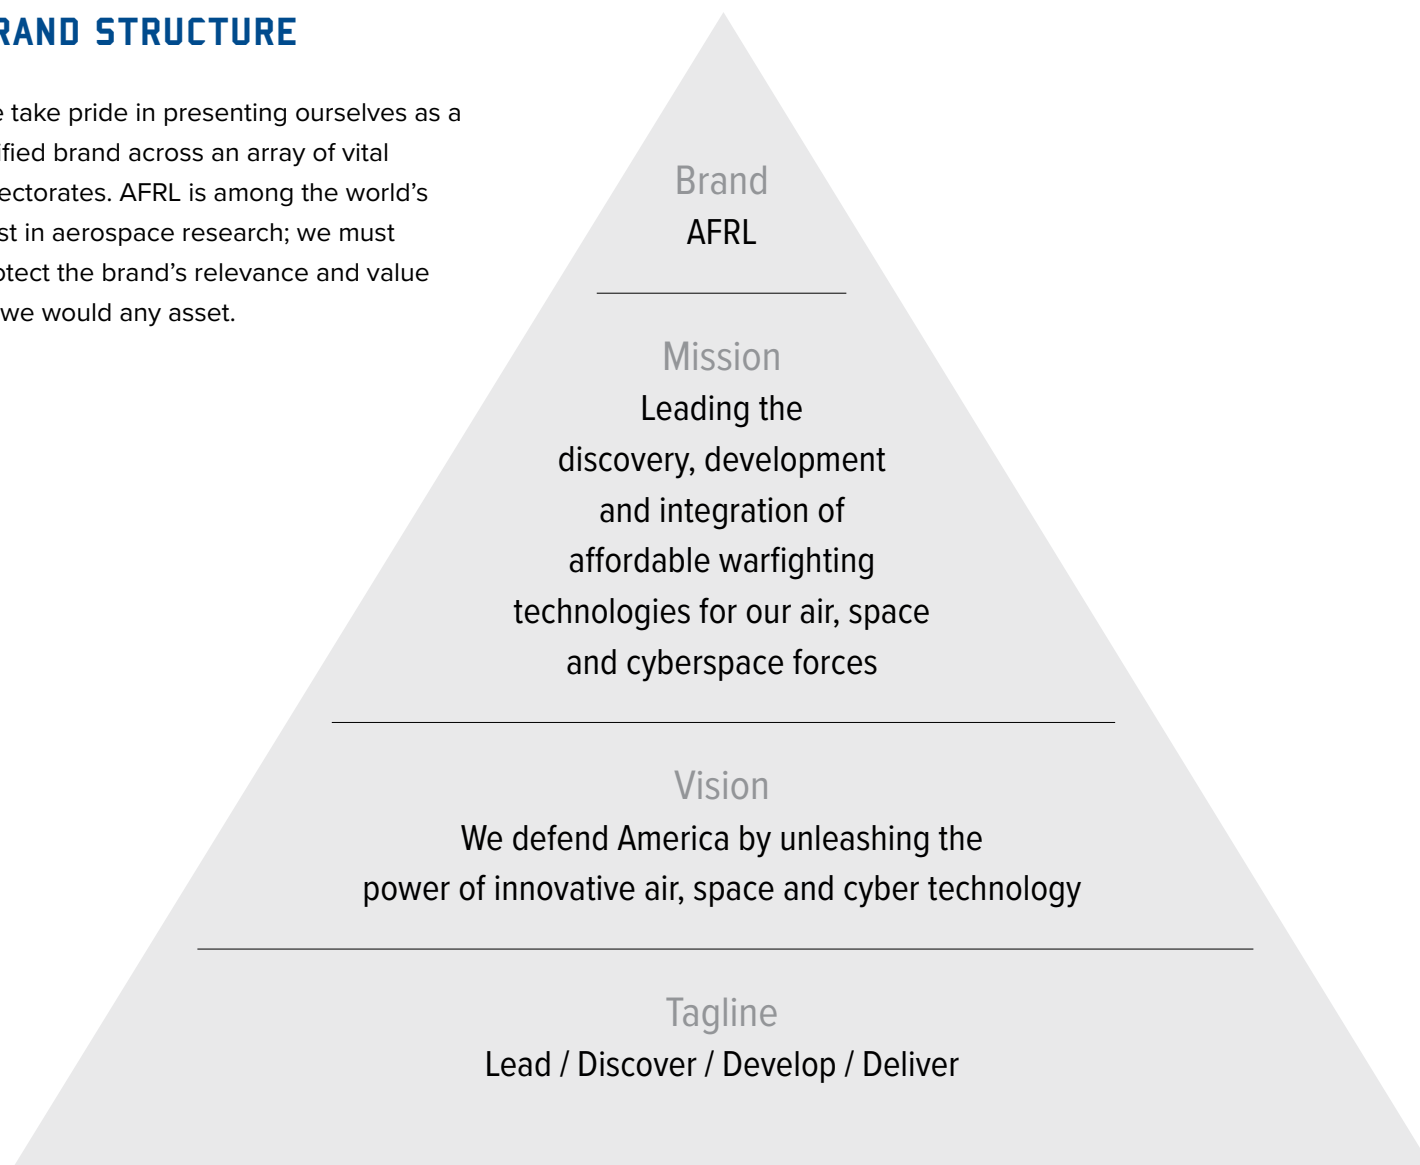 RAND STRUCTURE
e take pride in presenting ourselves as a
ified brand across an array of vital
ectorates. AFRL is among the world’s
st in aerospace research; we must
otect the brand’s relevance and value
we would any asset.
Brand
AFRL
Mission
Leading the
discovery, development
and integration of
affordable warfighting
technologies for our air, space
and cyberspace forces
Vision
We defend America by unleashing the
power of innovative air, space and cyber technology
Tagline
Lead / Discover / Develop / Deliver